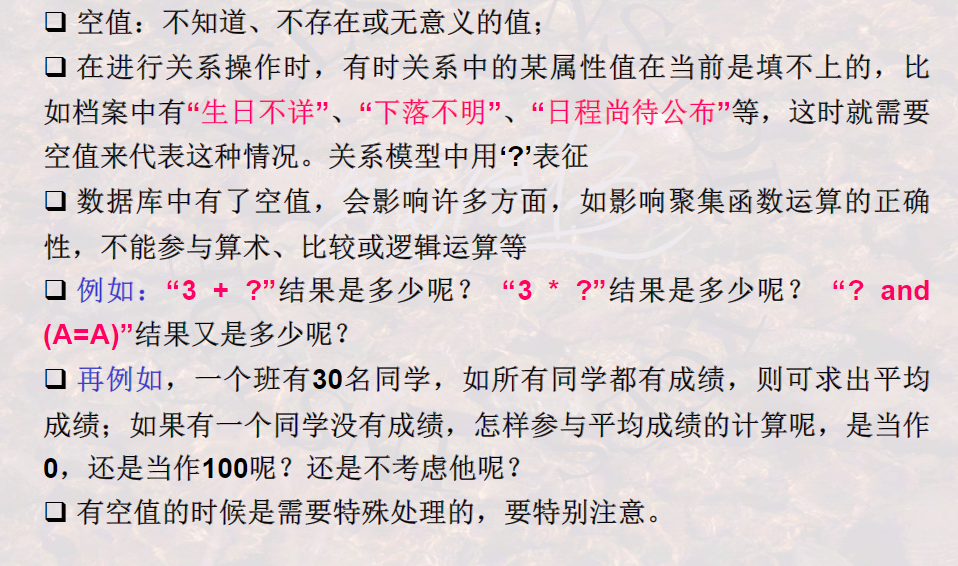 ❑ 空值：不知道、不存在或无意义的值；
❑ 在进行关系操作时，有时关系中的某属性值在当前是填不上的，比
如档案中有“生日不详”、“下落不明”、“日程尚待公布”等，这时就需要
空值来代表这种情况。关系模型中用‘?’表征
❑ 数据库中有了空值，会影响许多方面，如影响聚集函数运算的正确
性，不能参与算术、比较或逻辑运算等
❑ 例如：“3 + ?”结果是多少呢？ “3 * ?”结果是多少呢？ “? and
(A=A)”结果又是多少呢？
❑ 再例如，一个班有30名同学，如所有同学都有成绩，则可求出平均
成绩；如果有一个同学没有成绩，怎样参与平均成绩的计算呢，是当作
0，还是当作100呢？还是不考虑他呢？
❑ 有空值的时候是需要特殊处理的，要特别注意。